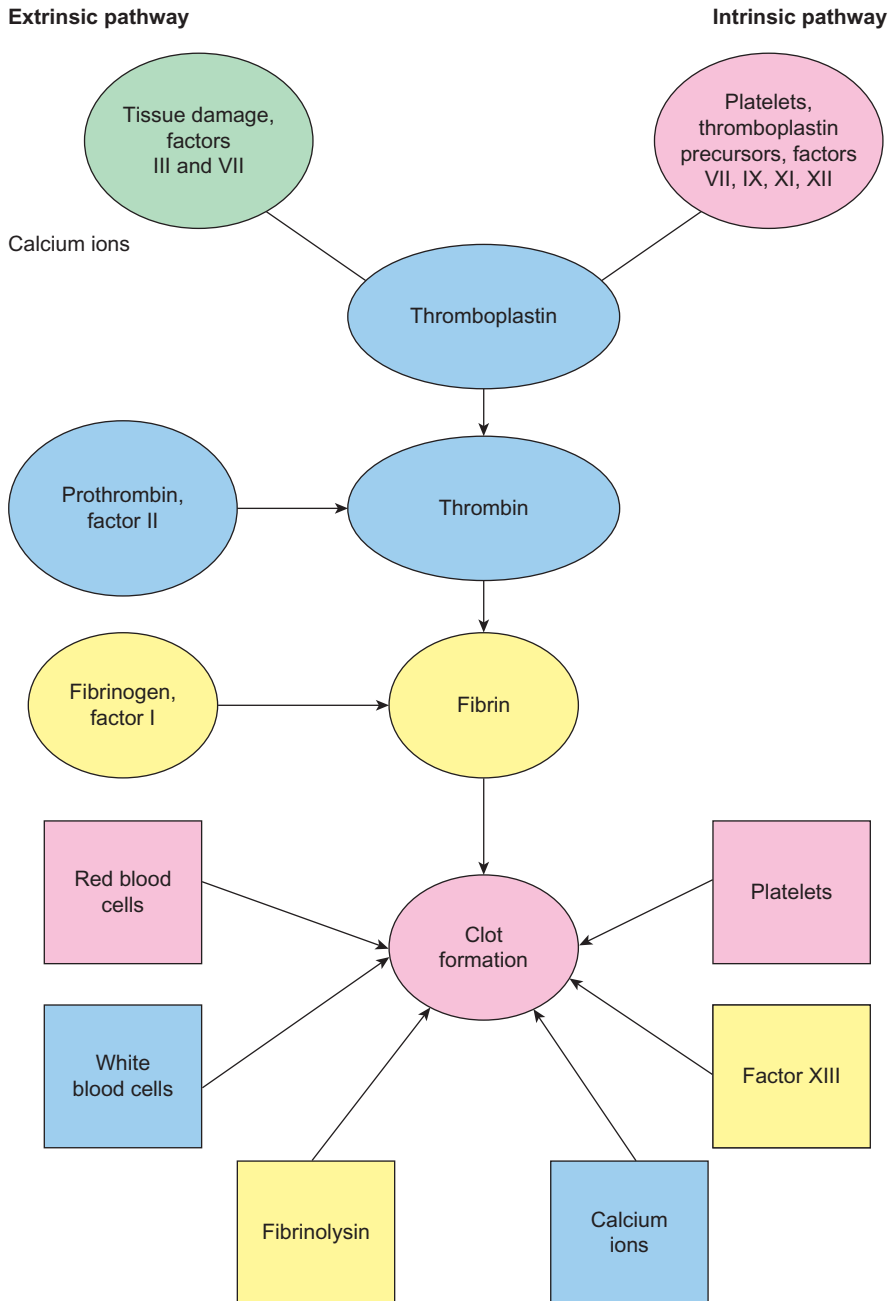 Extrinsic pathway
Intrinsic pathway
Tissue damage,
factors
III and VII
Platelets,
thromboplastin
precursors, factors
VII, IX, XI, XII
Calcium ions
Thromboplastin
Prothrombin,
factor II
Thrombin
Fibrinogen,
factor I
Fibrin
Red blood
cells
Clot
formation
Platelets
White
blood cells
Factor XIII
Fibrinolysin
Calcium
ions